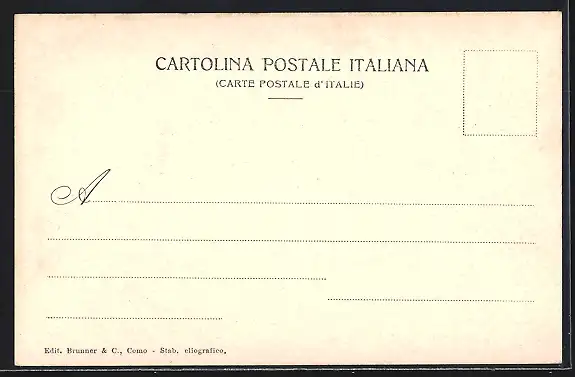 CARTOLINA POSTALE ITALIANA
(CARTE POSTALE d'ITALIE)
A
Edit. Brunner & C., Como - Stab. eliografico.